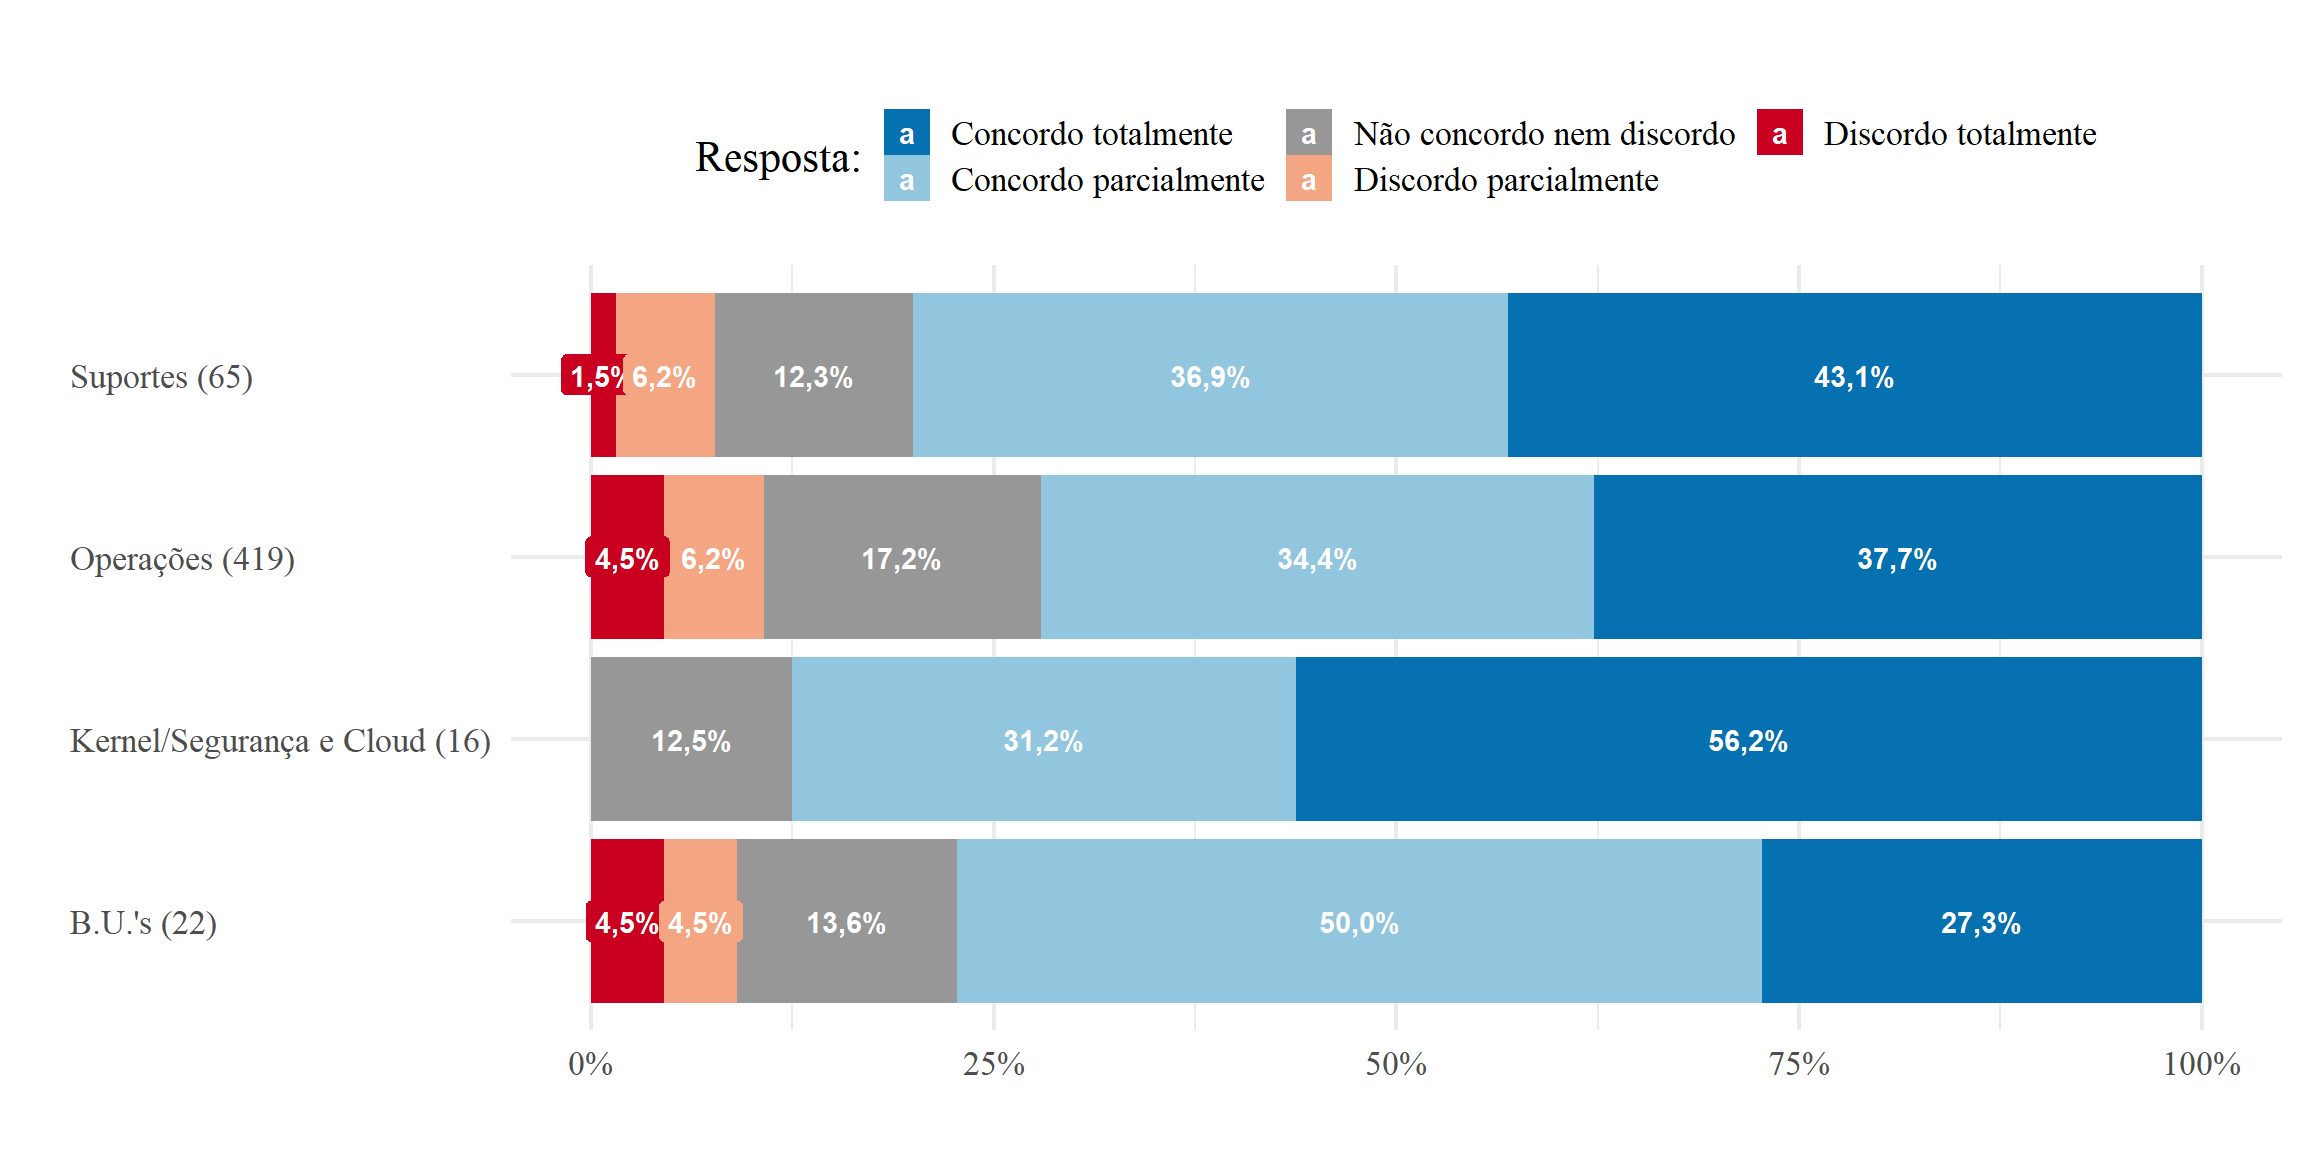 Resposta:
a Concordo totalmente
a Concordo parcialmente
a Não concordo nem discordo
a Discordo parcialmente
a Discordo totalmente
Suportes (65)
1,5% 6,2% 12,3% 36,9% 43,1%
Operações (419)
4,5% 6,2% 17,2% 34,4% 37,7%
Kernel/Segurança e Cloud (16)
12,5% 31,2% 56,2%
B.U.'s (22)
4,5% 4,5% 13,6% 50,0% 27,3%
0% 25% 50% 75% 100%